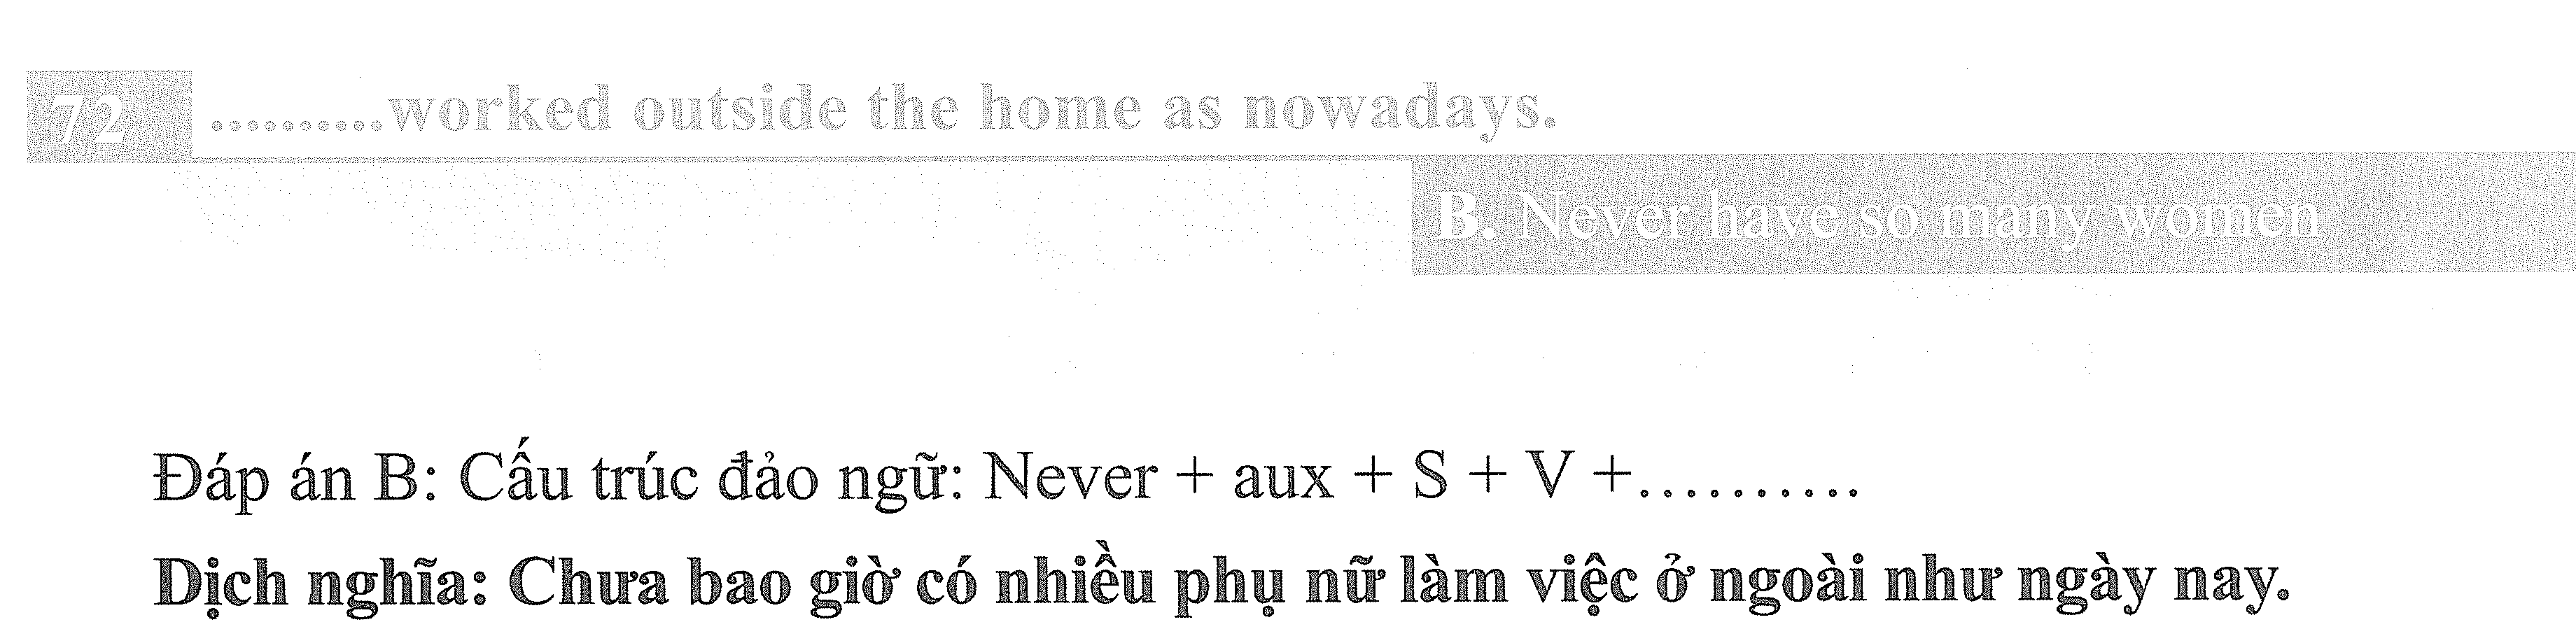 72 ..........worked outside the home as nowadays.
B. Never have so many women
Đáp án B: Cấu trúc đảo ngữ: Never + aux + S + V +..........
Dịch nghĩa: Chưa bao giờ có nhiều phụ nữ làm việc ở ngoài như ngày nay.